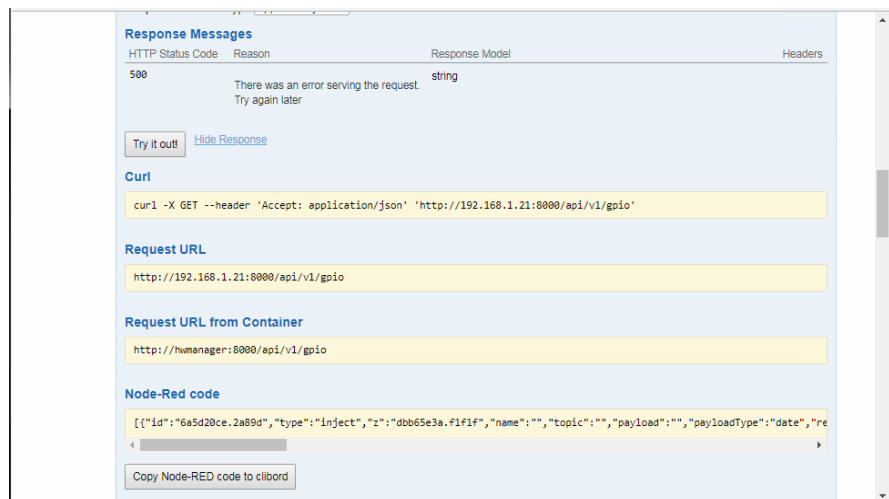 Response Messages
HTTP Status Code Reason Response Model Headers
500 There was an error serving the request. string
Try again later
Try it out! Hide Response
Curl
curl -X GET --header 'Accept: application/json' 'http://192.168.1.21:8000/api/v1/gpio'
Request URL
http://192.168.1.21:8000/api/v1/gpio
Request URL from Container
http://hwmanager:8000/api/v1/gpio
Node-Red code
[{"id":"6a5d20ce.2a89d","type":"inject","z":"dbb65e3a.f1f1f","name":"","topic":"","payload":"","payloadType":"date","re
Copy Node-RED code to clibord